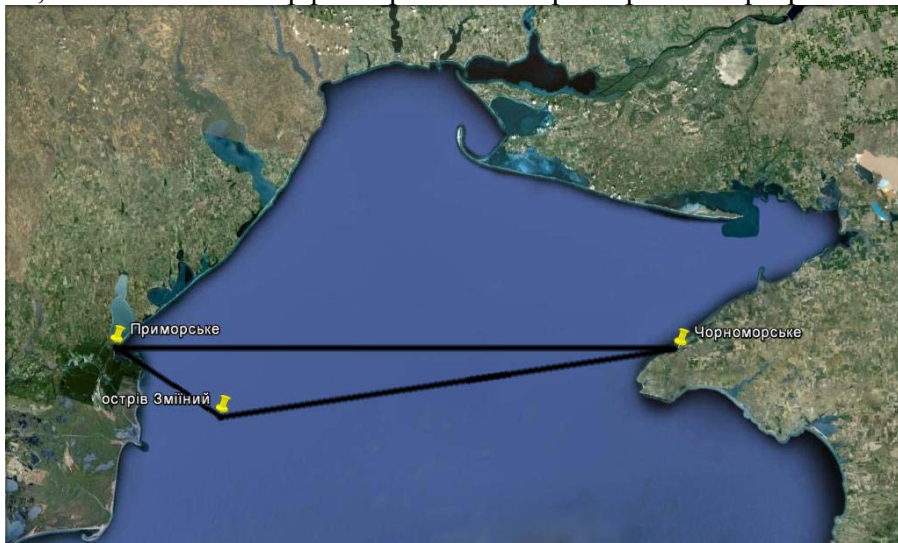 Приморське
Чорноморське
острів Зміїний